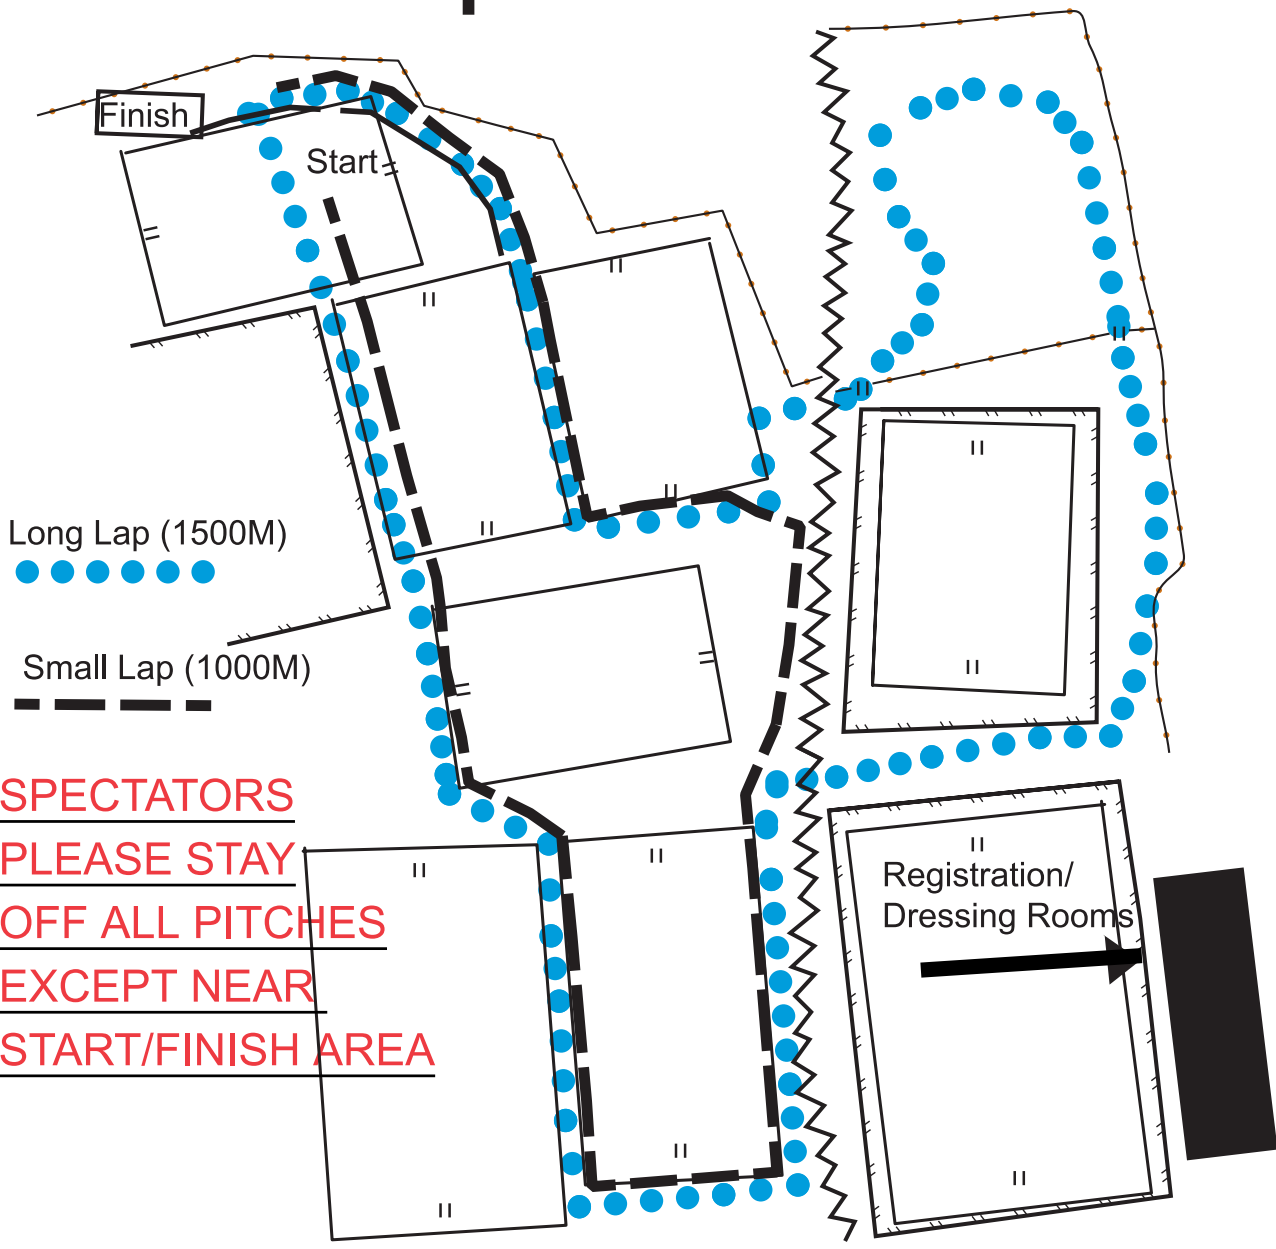 Finish
Start
Long Lap (1500M)
Small Lap (1000M)
SPECTATORS
PLEASE STAY
OFF ALL PITCHES
EXCEPT NEAR
START/FINISH AREA
Registration/
Dressing Rooms